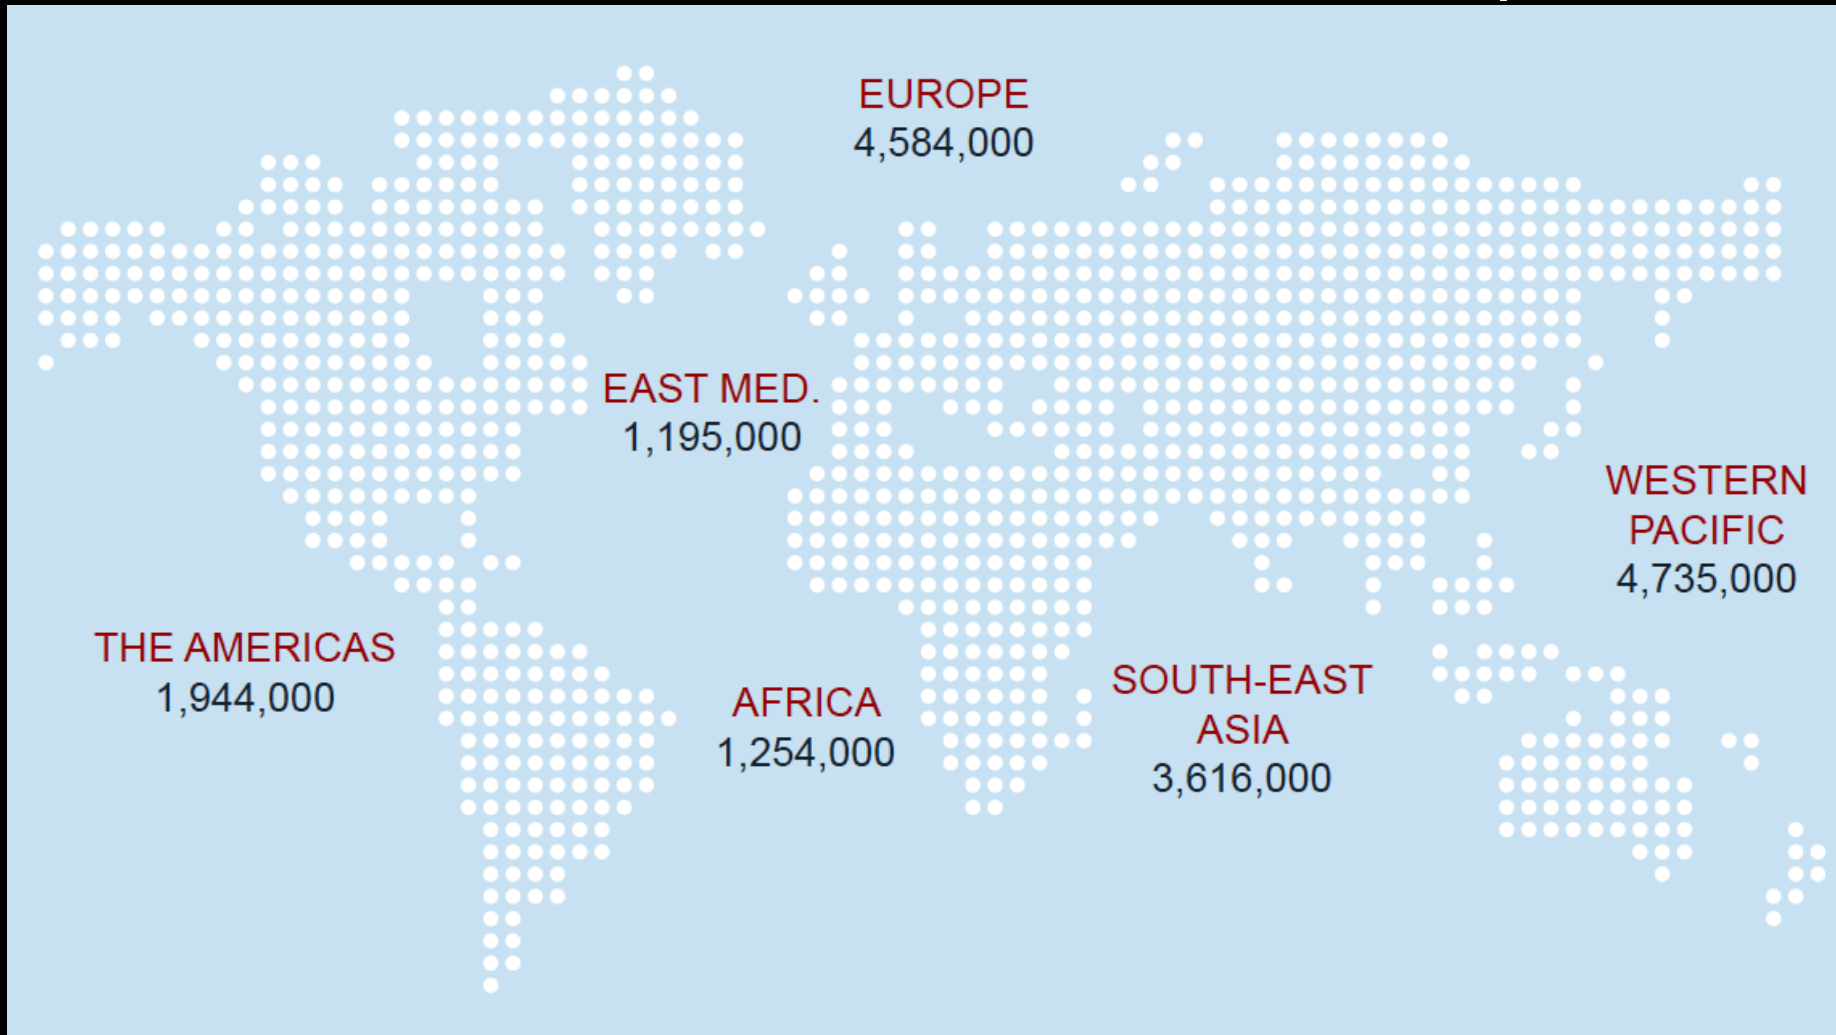 EUROPE
4,584,000
EAST MED.
1,195,000
WESTERN
PACIFIC
4,735,000
THE AMERICAS
1,944,000
AFRICA
1,254,000
SOUTH-EAST
ASIA
3,616,000